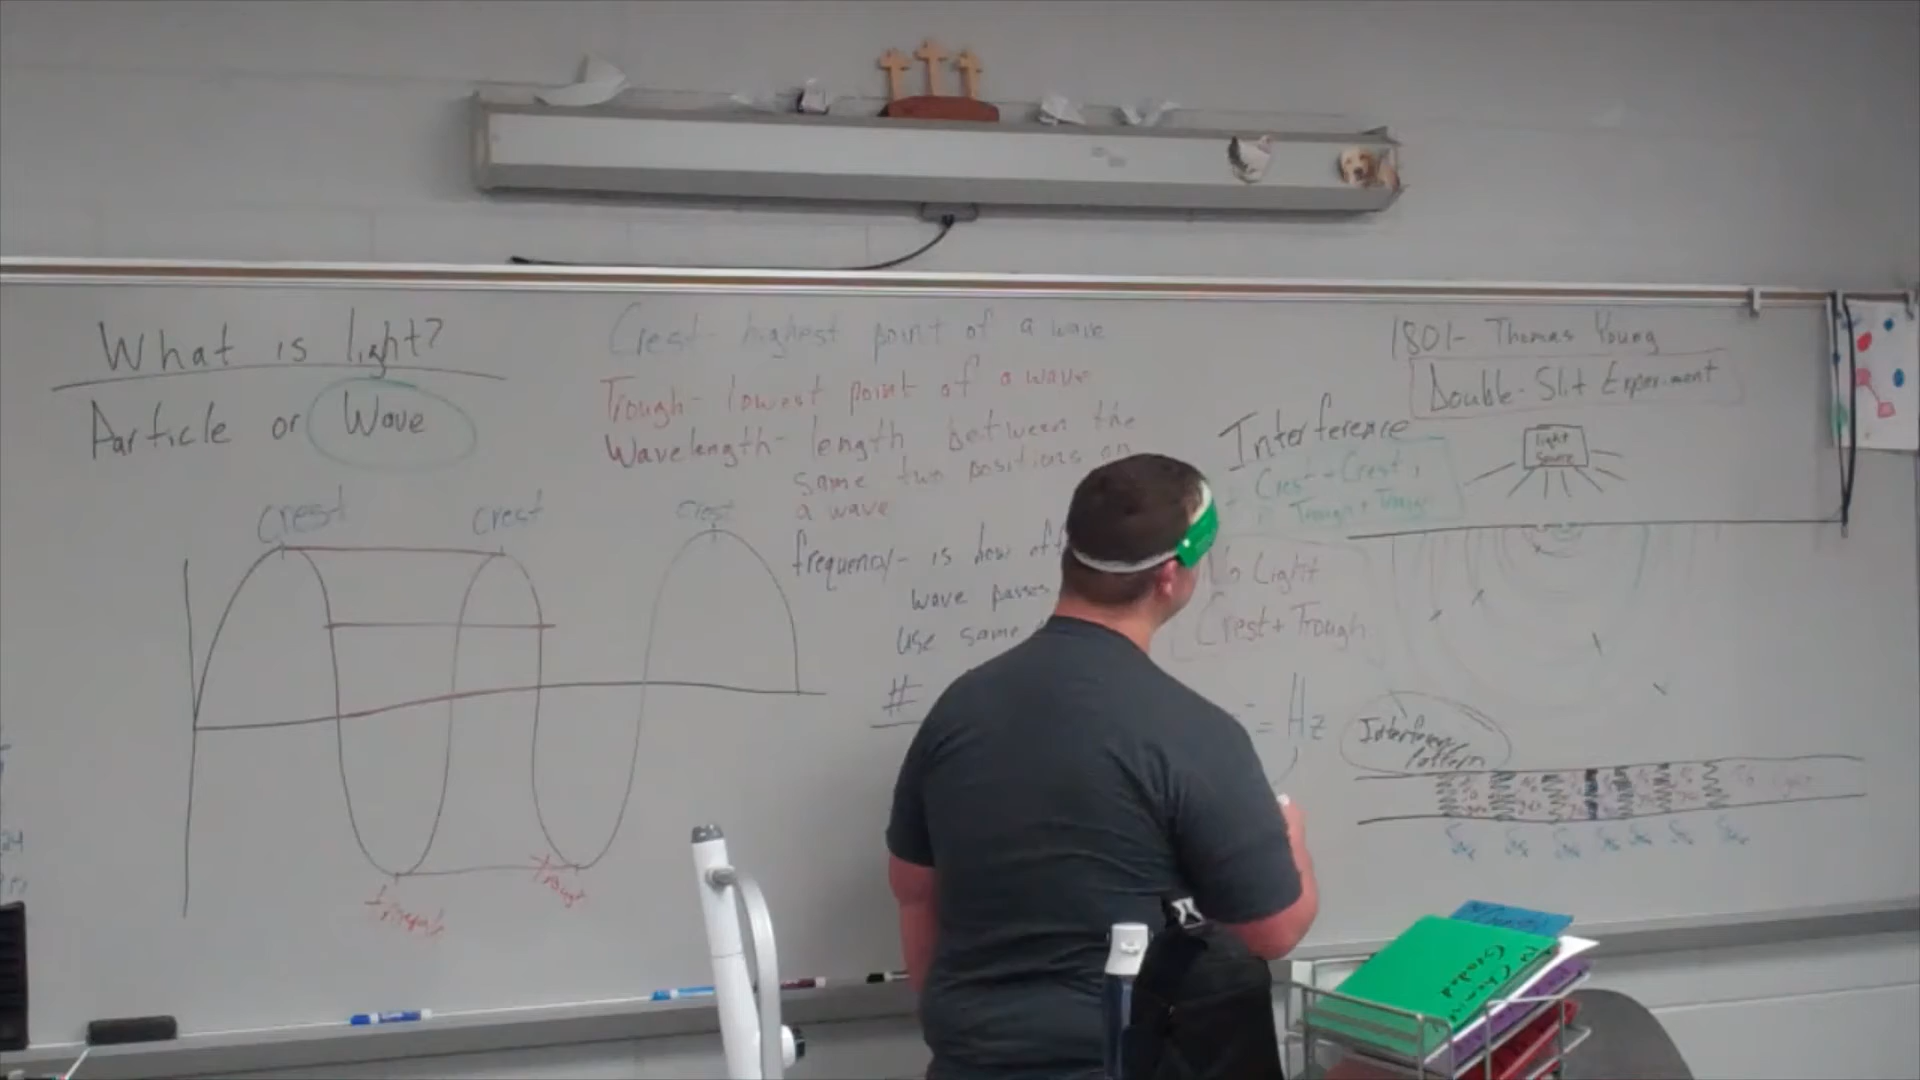 What is light?
Particle or Wave
Crest
Crest
Crest
trough
Trough
Crest- highest point of a wave
Trough- lowest point of a wave
Wavelength- length between the
same two positions on
a wave
frequency- is how
wave passes
use same
#
= Hz
1801- Thomas Young
Double-Slit Experiment
light
source
Interference
Crest + Crest,
Trough + Trough
No Light
Crest + Trough
Interference
Pattern
No light
Graded